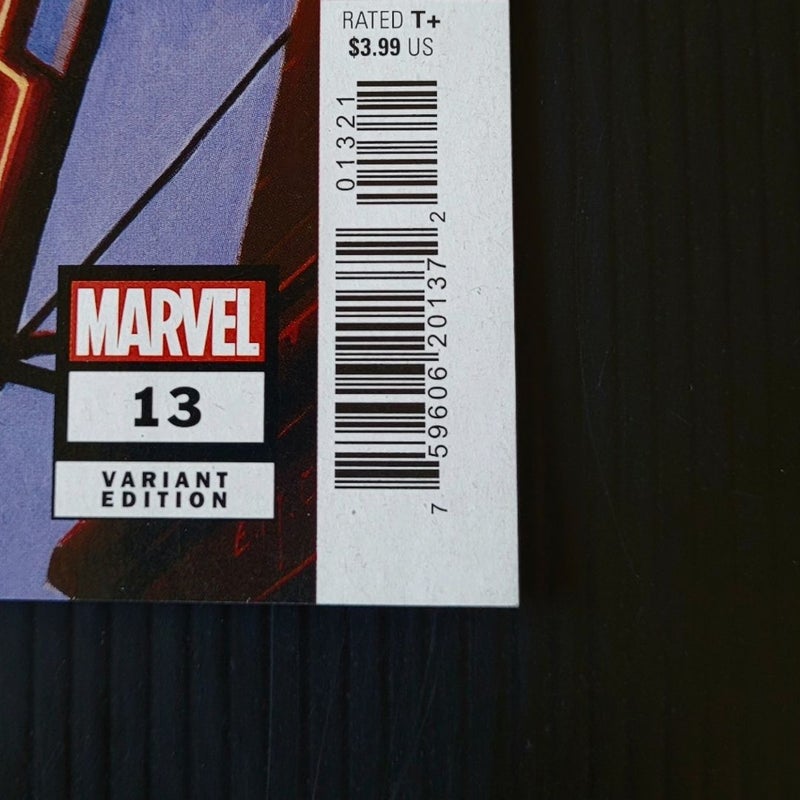 RATED T+
$3.99 US
01321
7 59606 20137 2
MARVEL
13
VARIANT
EDITION